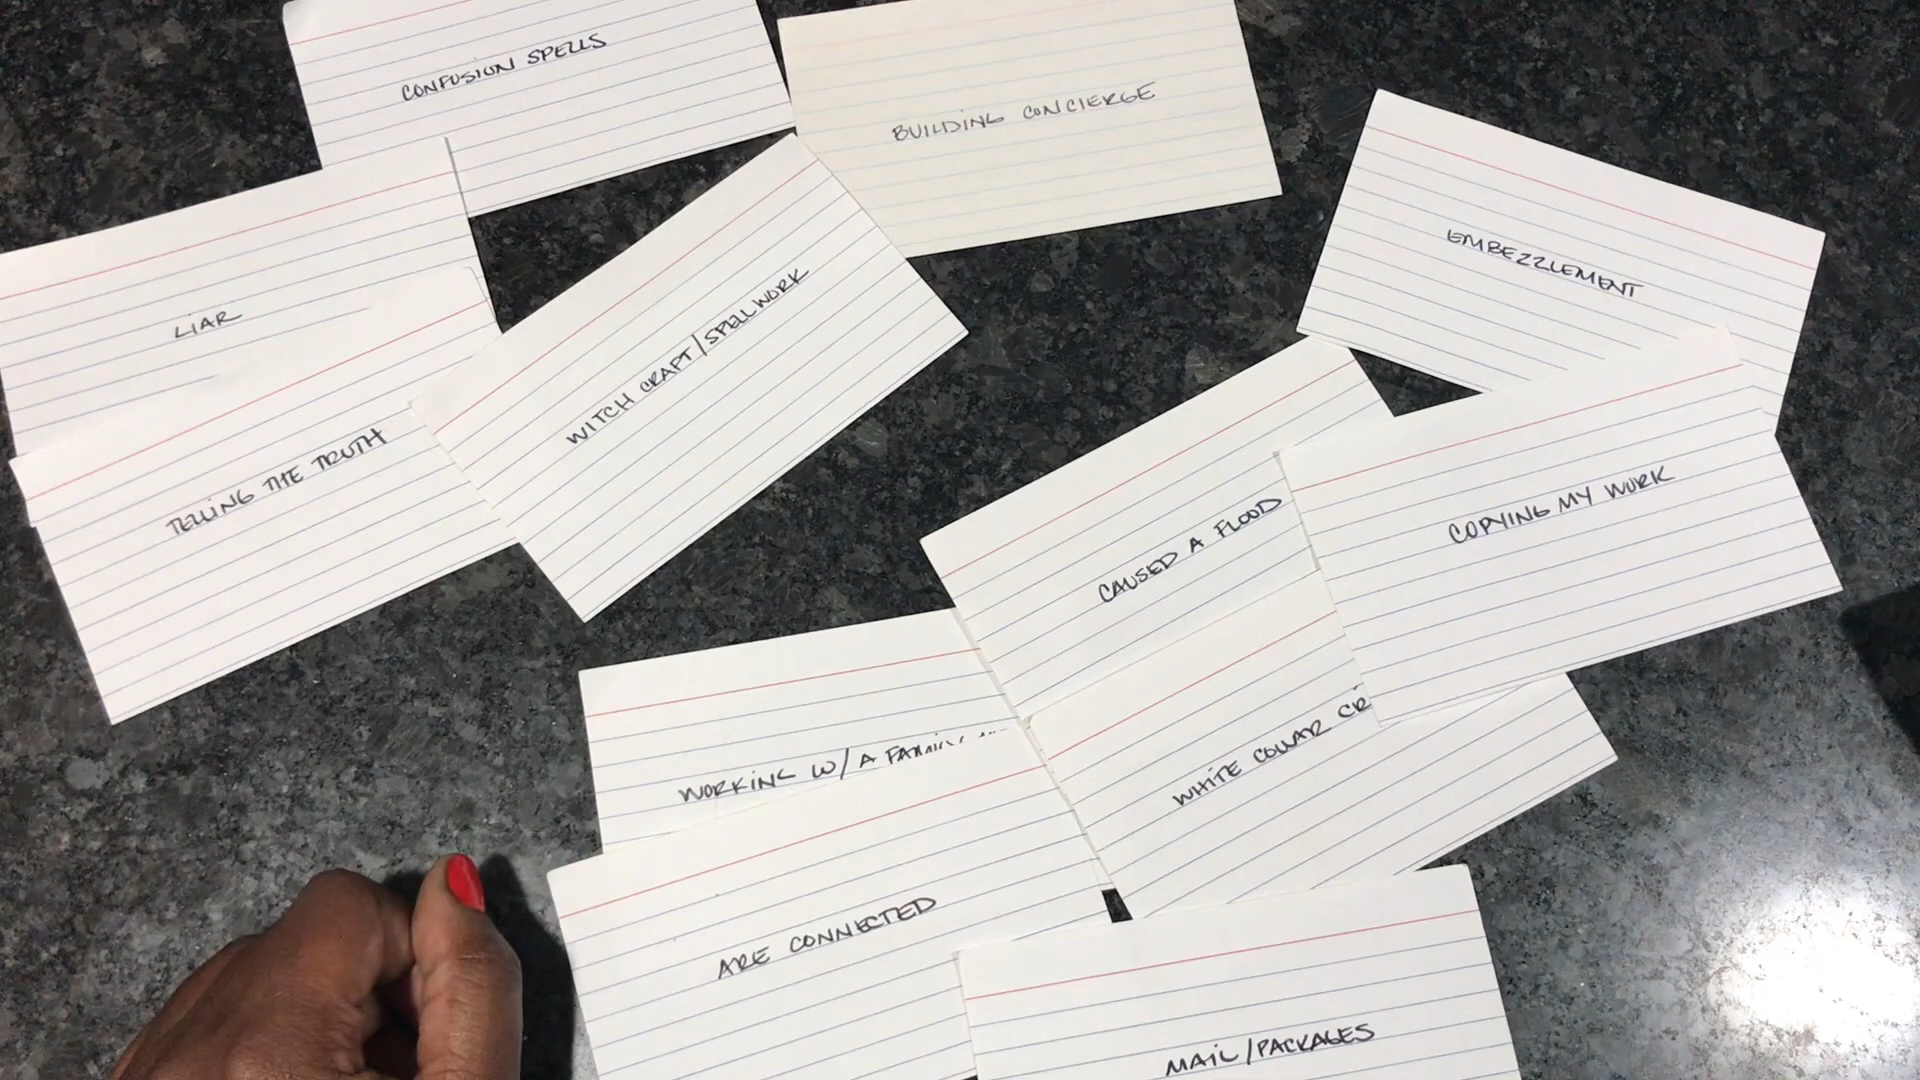 CONFUSION SPELLS
BUILDING CONCIERGE
EMBEZZLEMENT
LIAR
WITCH CRAFT/SPELLWORK
TELLING THE TRUTH
CAUSED A FLOOD
COPYING MY WORK
WORKING W/A FAMILY
WHITE COLLAR
ARE CONNECTED
MAIL/PACKAGES